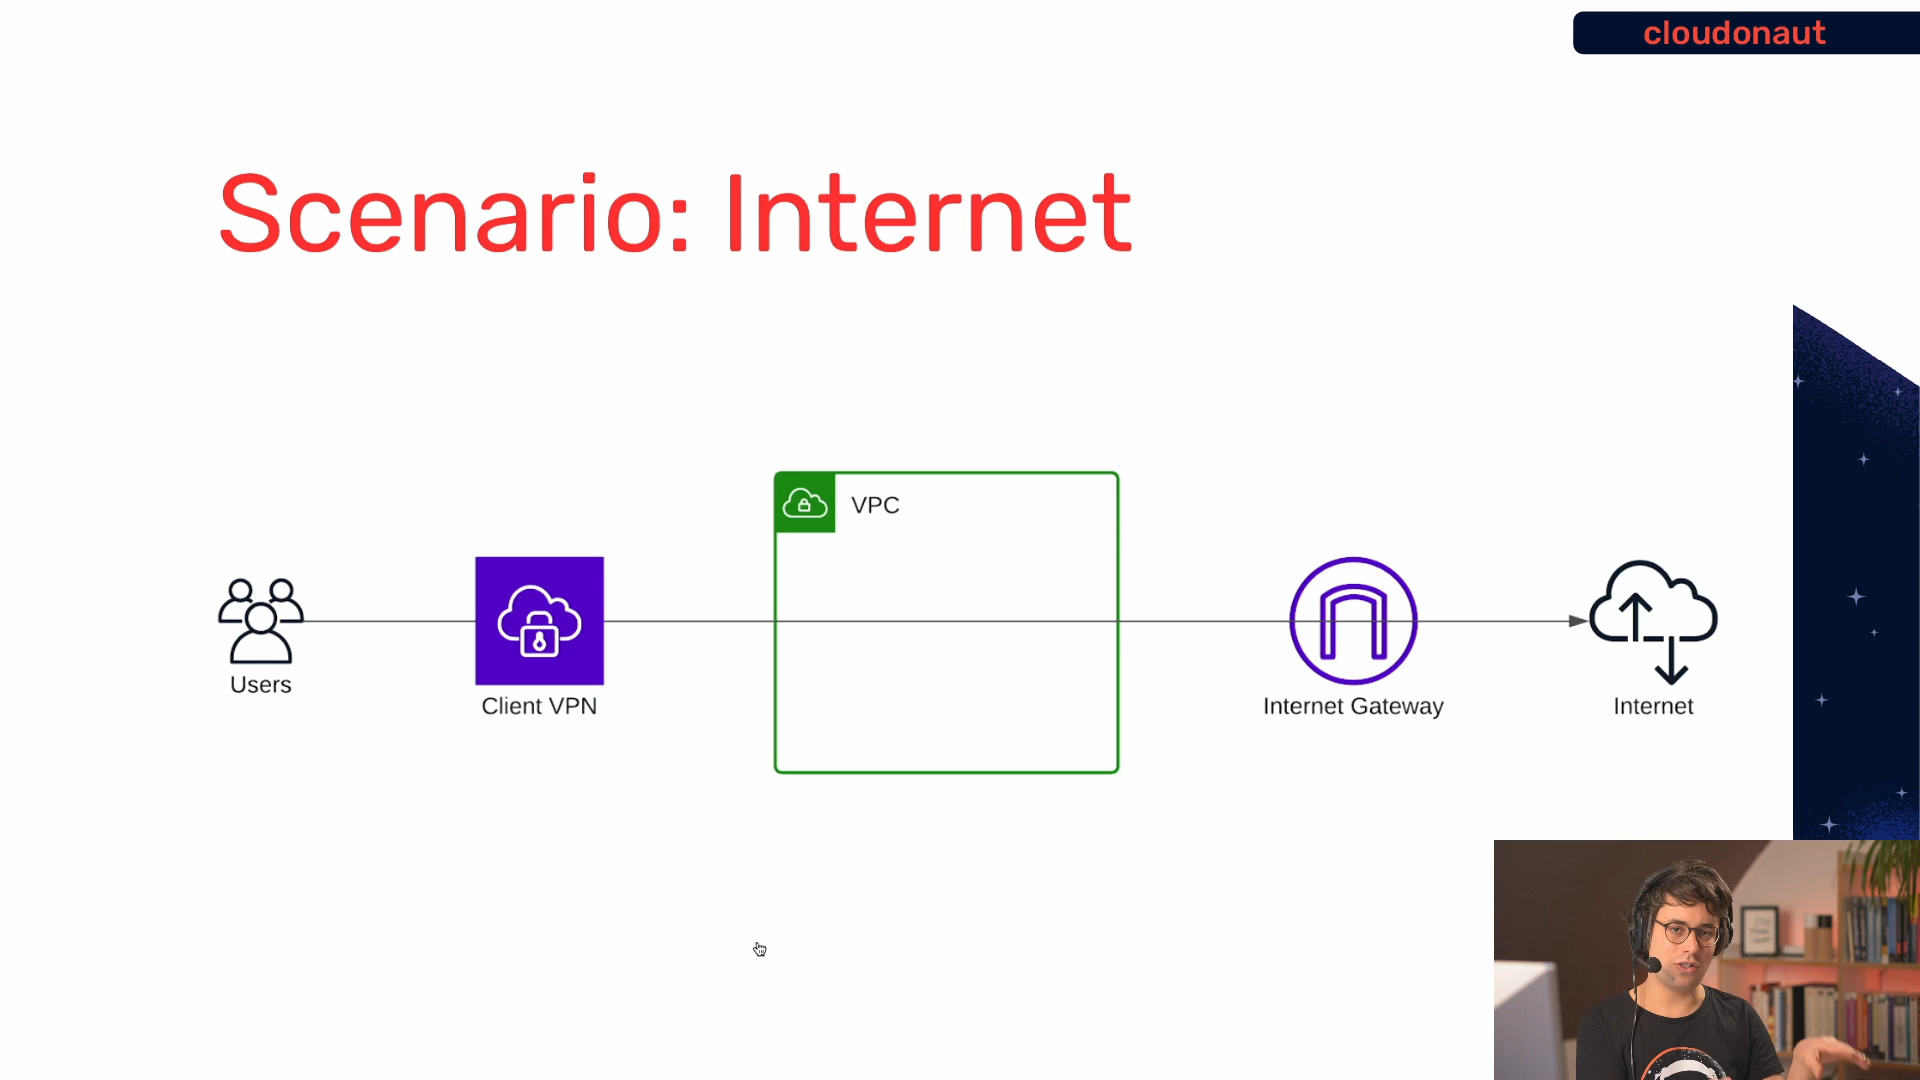 cloudonaut
Scenario: Internet
VPC
Users
Client VPN
Internet Gateway
Internet